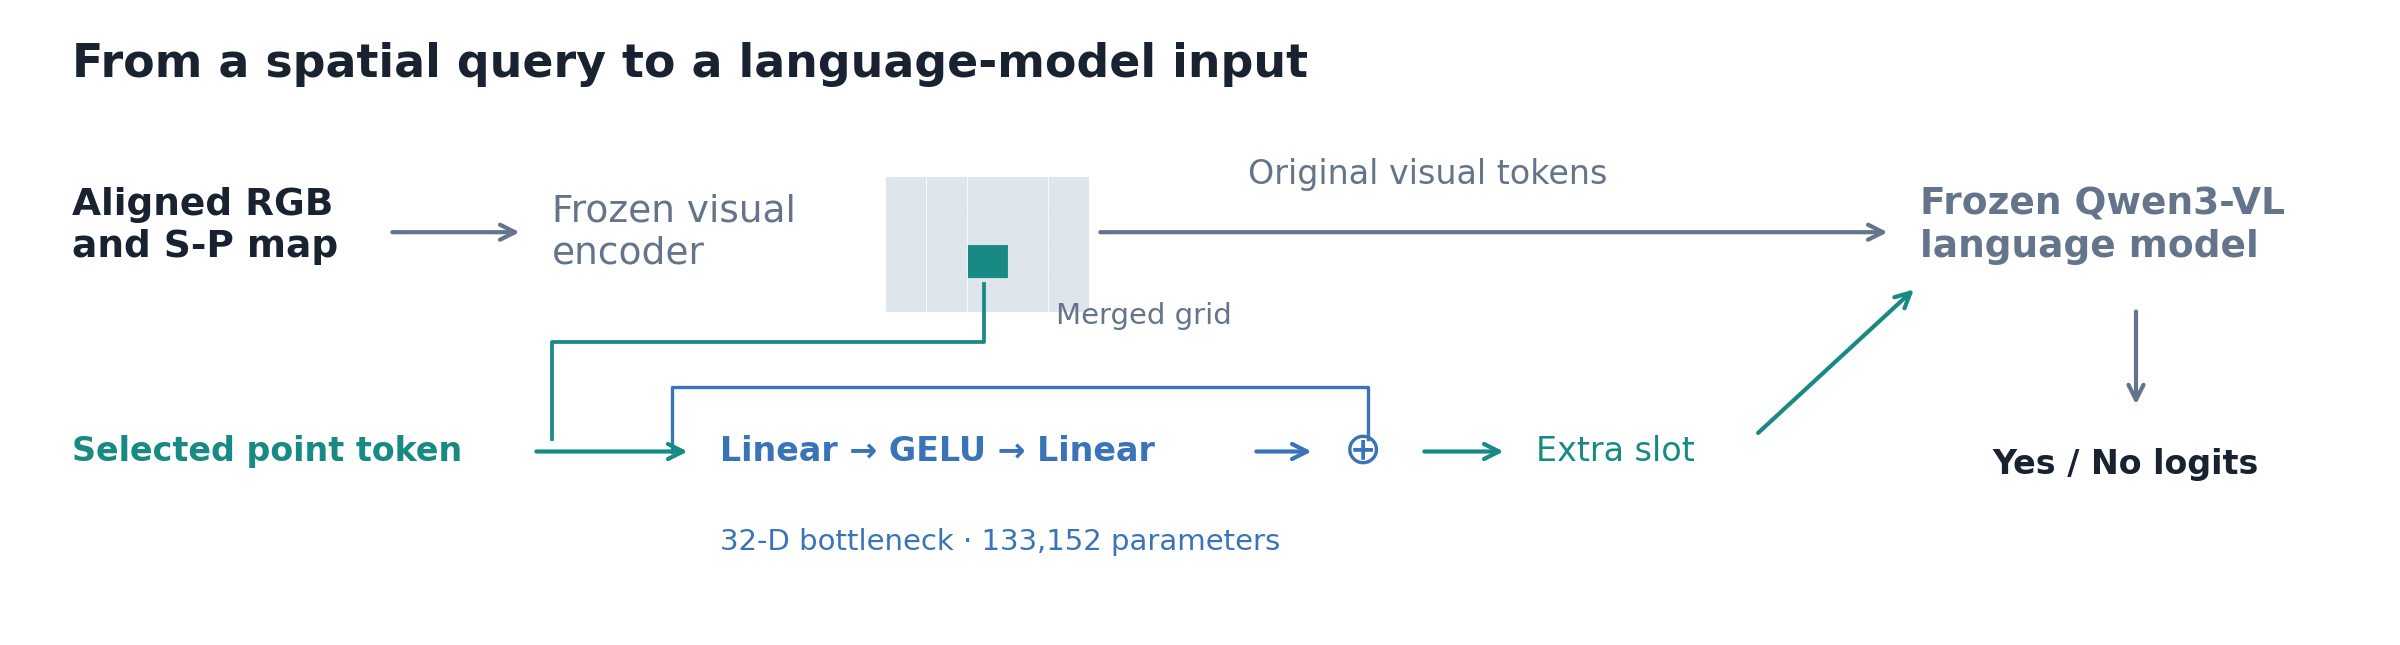 From a spatial query to a language-model input
Original visual tokens
Aligned RGB
and S-P map
Frozen visual
encoder
Frozen Qwen3-VL
language model
Merged grid
Selected point token
Linear → GELU → Linear
⊕
Extra slot
Yes / No logits
32-D bottleneck · 133,152 parameters